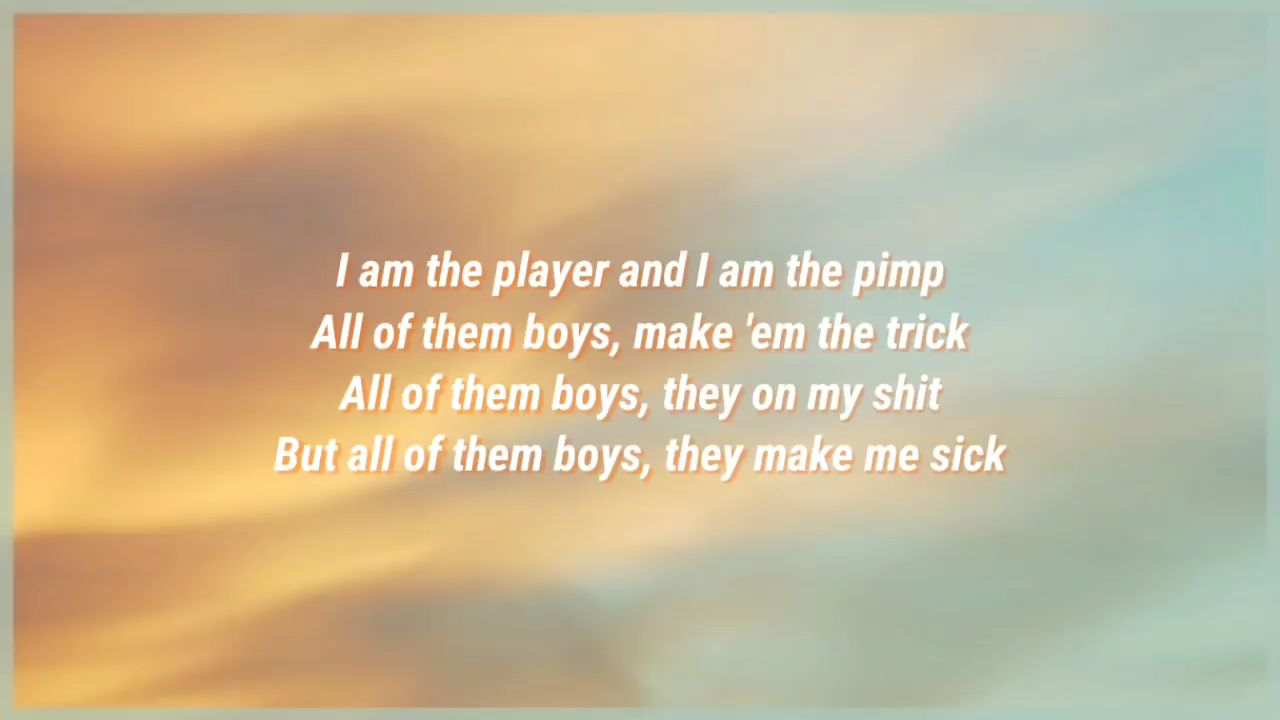 I am the player and I am the pimp
All of them boys, make 'em the trick
All of them boys, they on my shit
But all of them boys, they make me sick